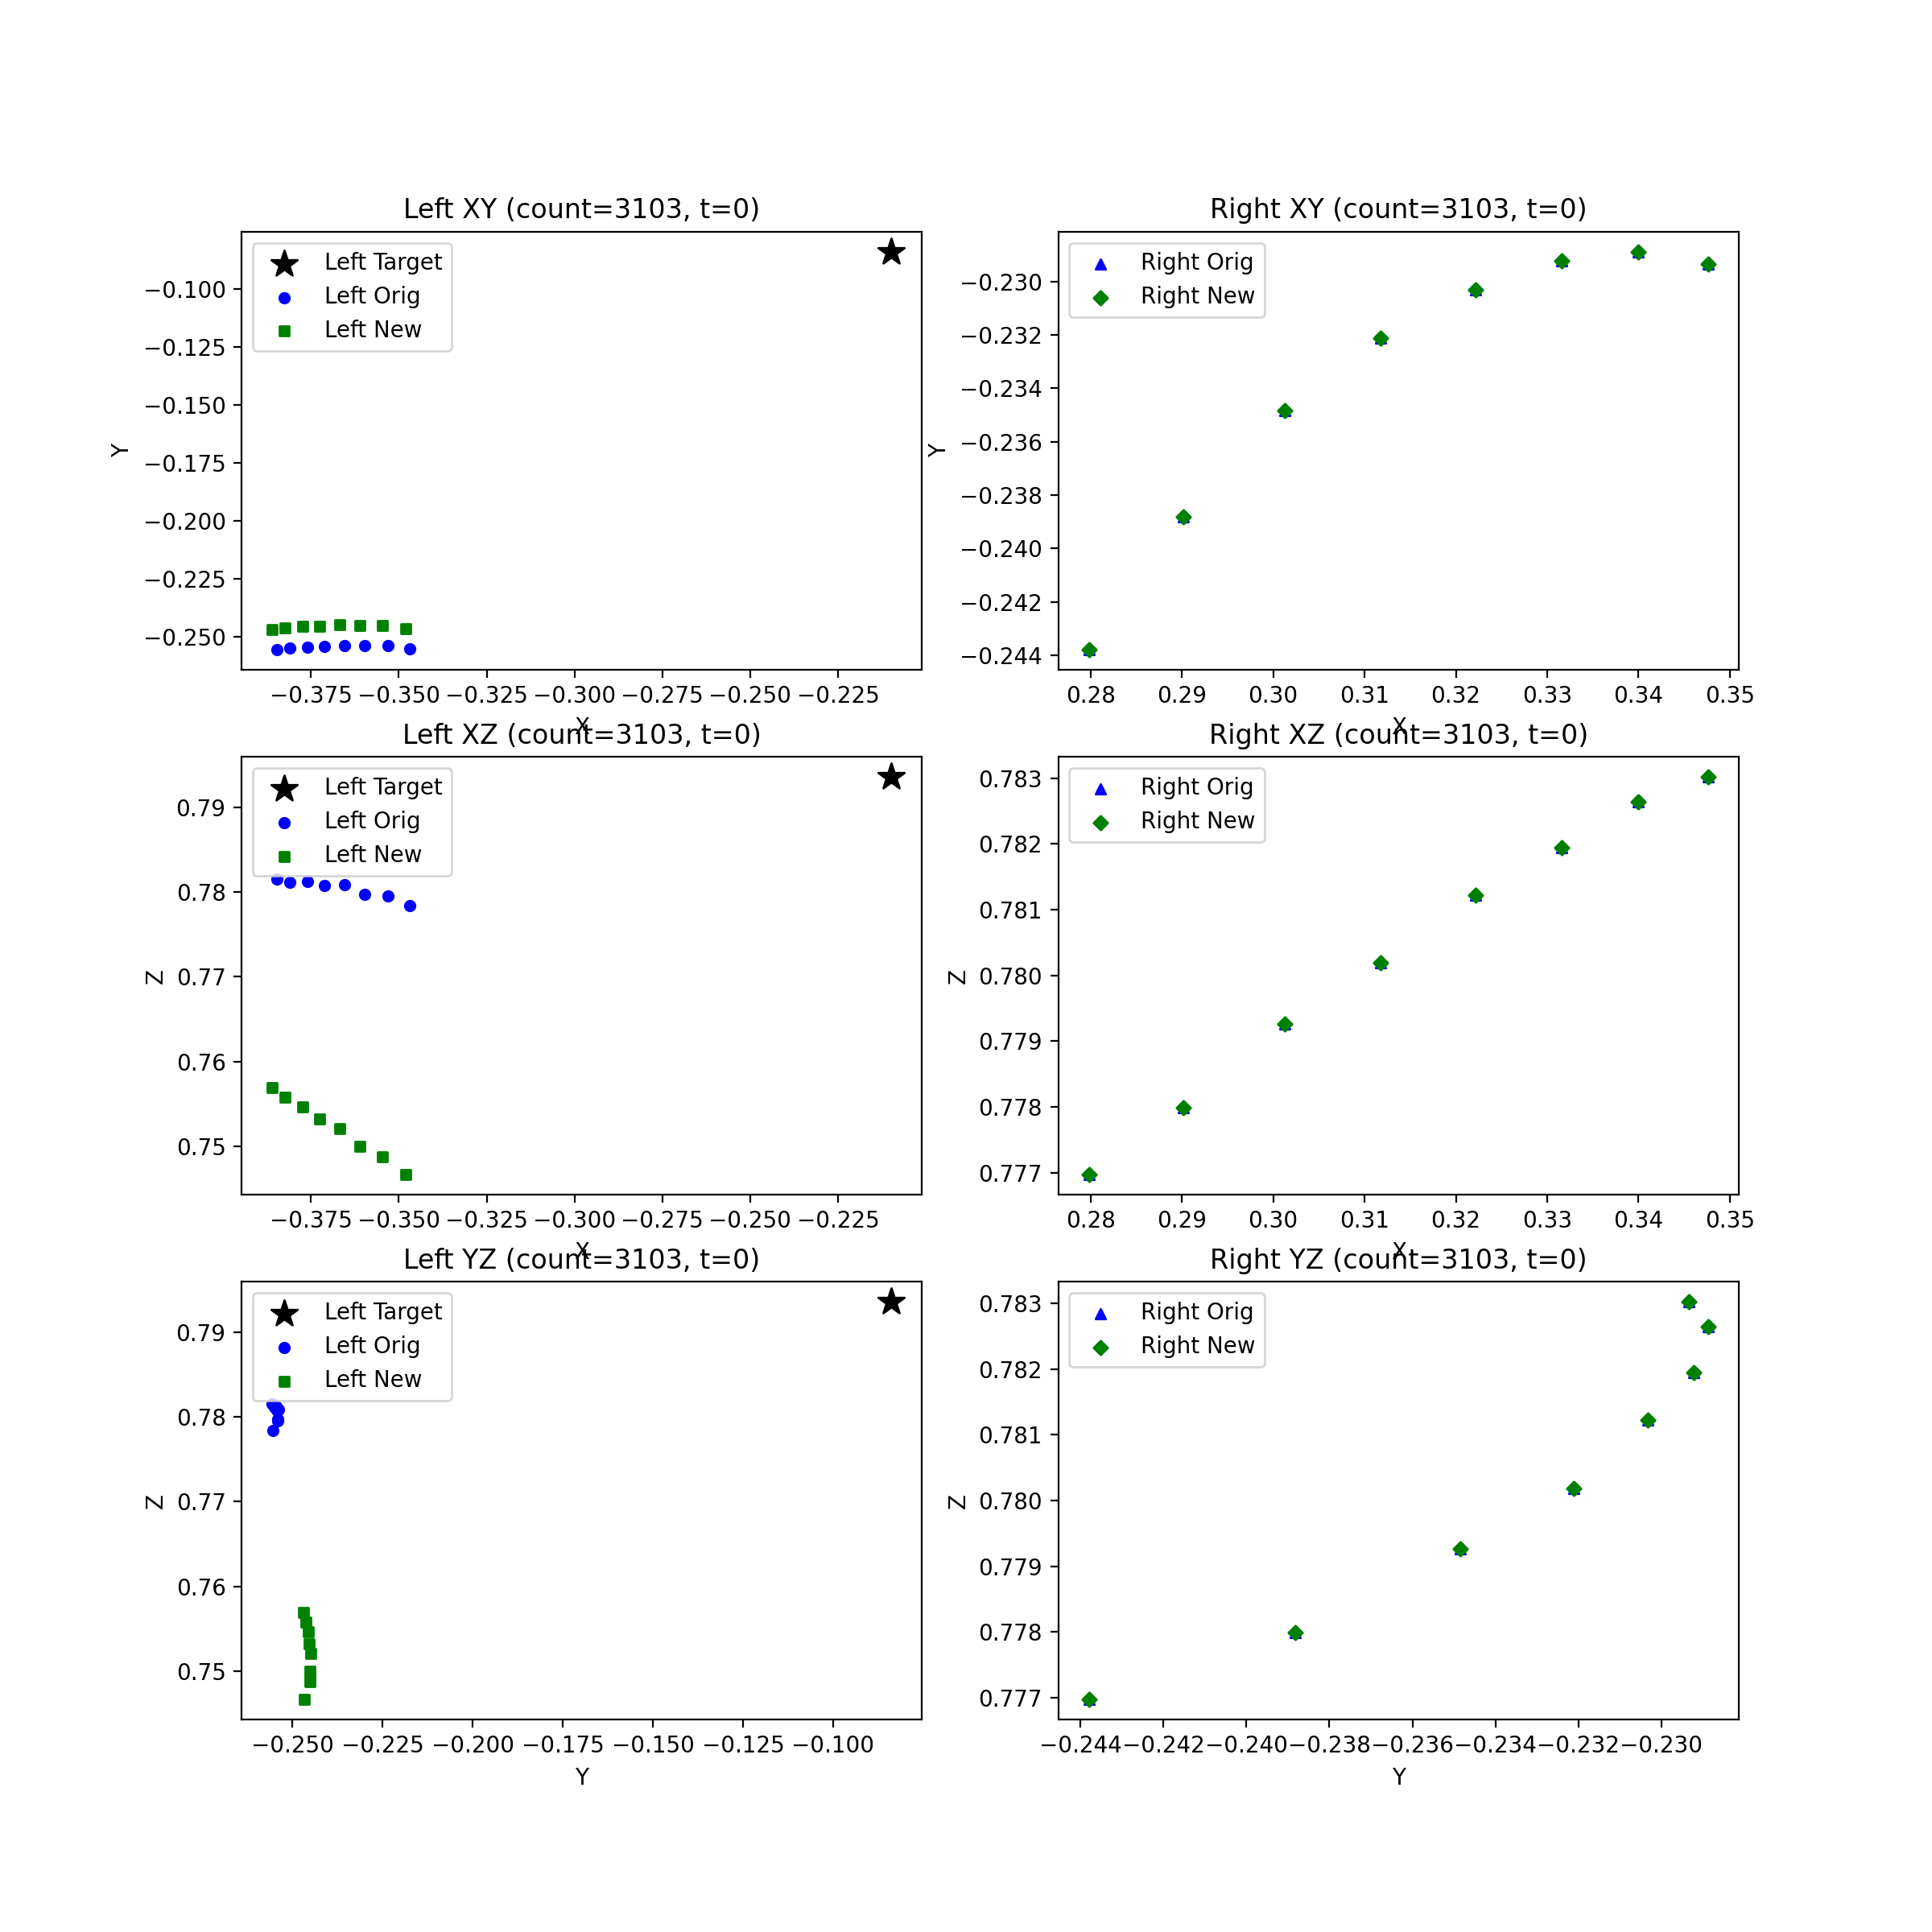 Left XY (count=3103, t=0)
Left Target
Left Orig
Left New
−0.100
−0.125
−0.150
−0.175
−0.200
−0.225
−0.250
Y
−0.375 −0.350 −0.325 −0.300 −0.275 −0.250 −0.225
X
Right XY (count=3103, t=0)
Right Orig
Right New
−0.230
−0.232
−0.234
−0.236
−0.238
−0.240
−0.242
−0.244
Y
0.28 0.29 0.30 0.31 0.32 0.33 0.34 0.35
X
Left XZ (count=3103, t=0)
Left Target
Left Orig
Left New
0.79
0.78
0.77
0.76
0.75
Z
−0.375 −0.350 −0.325 −0.300 −0.275 −0.250 −0.225
X
Right XZ (count=3103, t=0)
Right Orig
Right New
0.783
0.782
0.781
0.780
0.779
0.778
0.777
Z
0.28 0.29 0.30 0.31 0.32 0.33 0.34 0.35
X
Left YZ (count=3103, t=0)
Left Target
Left Orig
Left New
0.79
0.78
0.77
0.76
0.75
Z
−0.250 −0.225 −0.200 −0.175 −0.150 −0.125 −0.100
Y
Right YZ (count=3103, t=0)
Right Orig
Right New
0.783
0.782
0.781
0.780
0.779
0.778
0.777
Z
−0.244 −0.242 −0.240 −0.238 −0.236 −0.234 −0.232 −0.230
Y